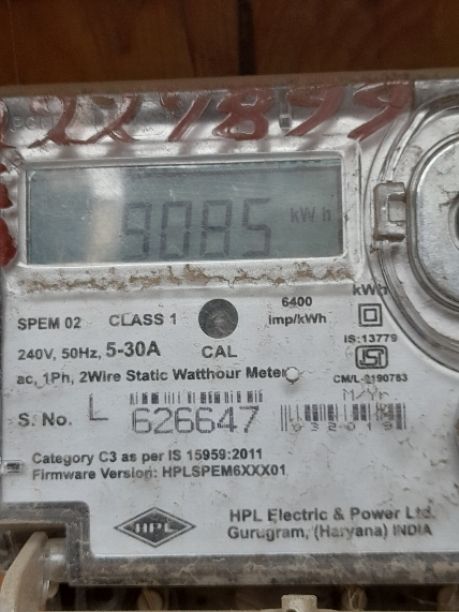 9085 kWh
SPEM 02 CLASS 1 6400 imp/kWh kWh
IS:13779
240V, 50Hz, 5-30A CAL
ac, 1Ph, 2Wire Static Watthour Meter CM/L-2190783
M/Yr
S. No. L 626647 932019
Category C3 as per IS 15959:2011
Firmware Version: HPLSPEM6XXX01
HPL
HPL Electric & Power Ltd.
Gurugram, (Haryana) INDIA